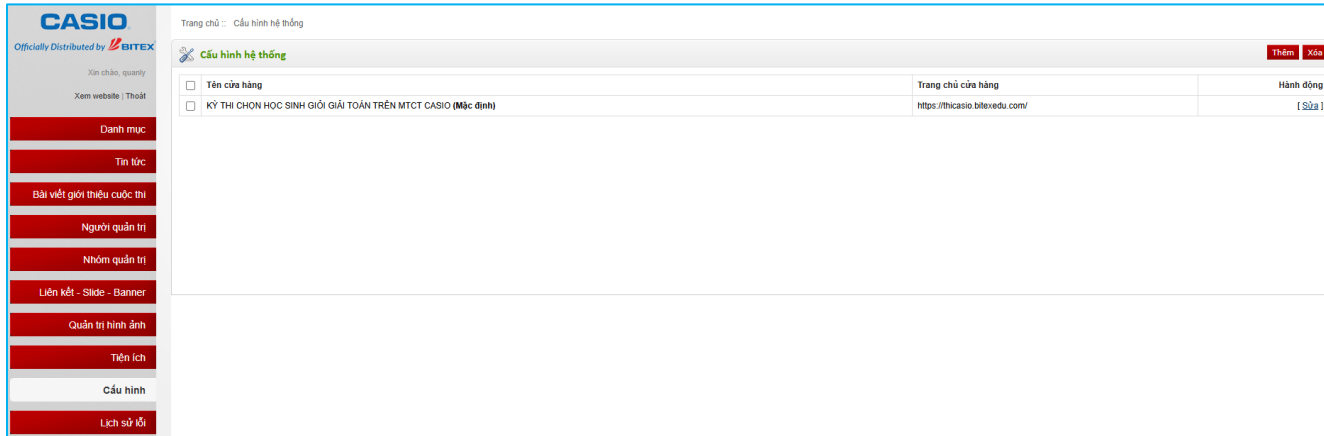 CASIO
Officially Distributed by BITEX
Xin chào, quanly
Xem website | Thoát
Danh mục
Tin tức
Bài viết giới thiệu cuộc thi
Người quản trị
Nhóm quản trị
Liên kết - Slide - Banner
Quản trị hình ảnh
Tiện ích
Cấu hình
Lịch sử lỗi
Trang chủ :: Cấu hình hệ thống
Cấu hình hệ thống
Thêm Xóa
Tên cửa hàng Trang chủ cửa hàng Hành động
KỲ THI CHỌN HỌC SINH GIỎI GIẢI TOÁN TRÊN MTCT CASIO (Mặc định) https://thicasio.bitexedu.com/ [ Sửa ]